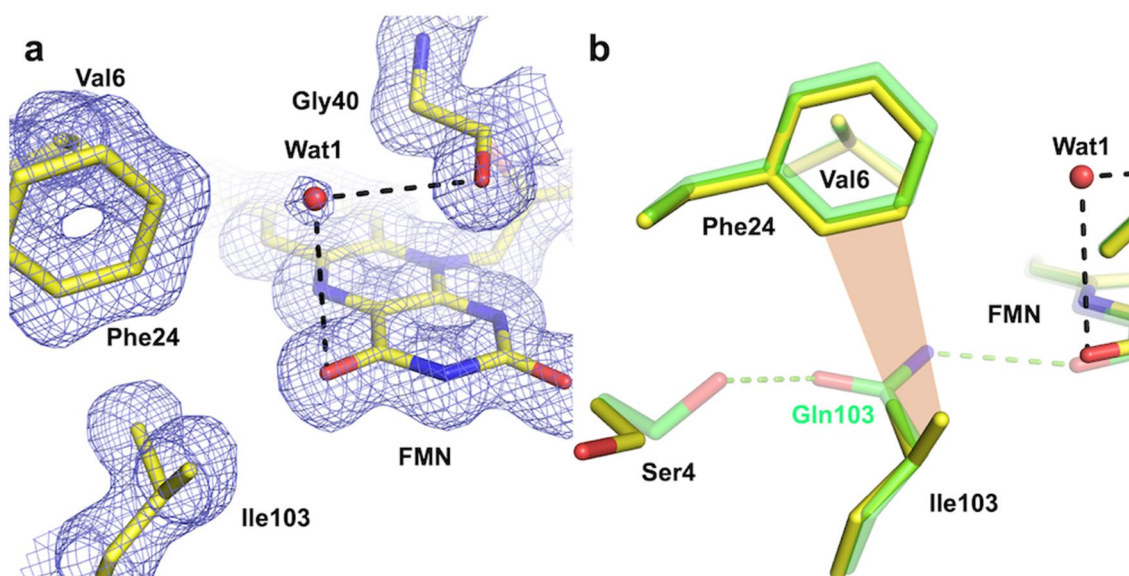 a
Val6
Gly40
Wat1
Phe24
FMN
Ile103
b
Wat1
Val6
Phe24
FMN
Gln103
Ser4
Ile103